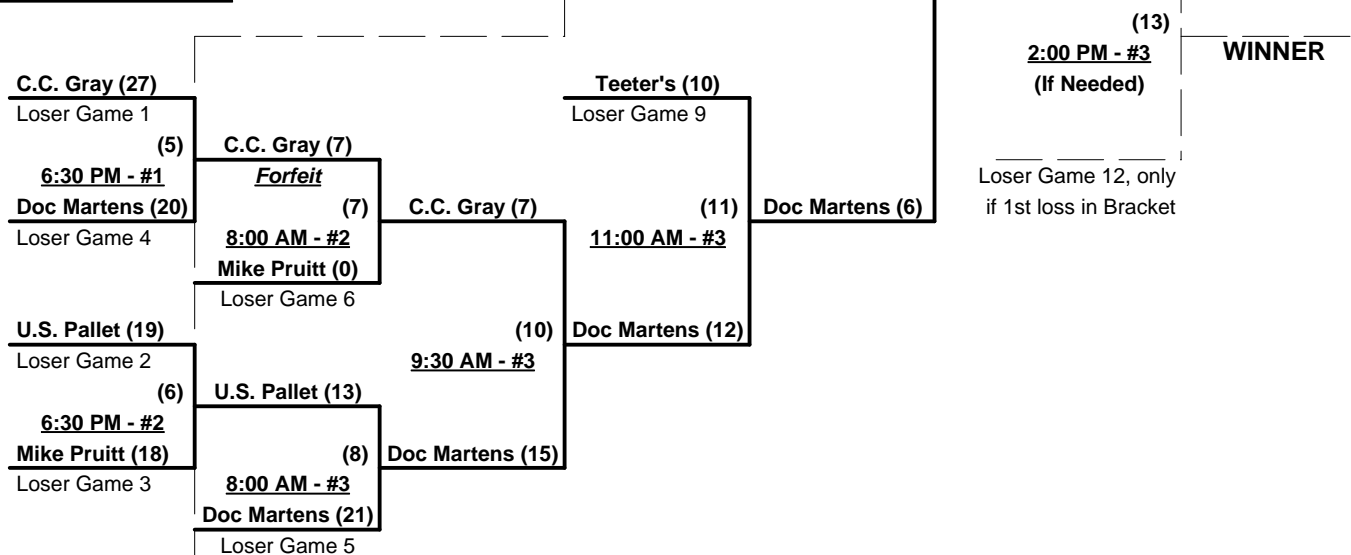 (13)
2:00 PM - #3
WINNER
(If Needed)
Loser Game 12, only
if 1st loss in Bracket
C.C. Gray (27)
Loser Game 1
(5)
6:30 PM - #1
Doc Martens (20)
Loser Game 4
C.C. Gray (7)
Forfeit
(7)
8:00 AM - #2
Mike Pruitt (0)
Loser Game 6
U.S. Pallet (19)
Loser Game 2
(6)
6:30 PM - #2
Mike Pruitt (18)
Loser Game 3
U.S. Pallet (13)
(8)
8:00 AM - #3
Doc Martens (21)
Loser Game 5
C.C. Gray (7)
(10)
9:30 AM - #3
Doc Martens (15)
Teeter's (10)
Loser Game 9
(11)
11:00 AM - #3
Doc Martens (12)
Doc Martens (6)